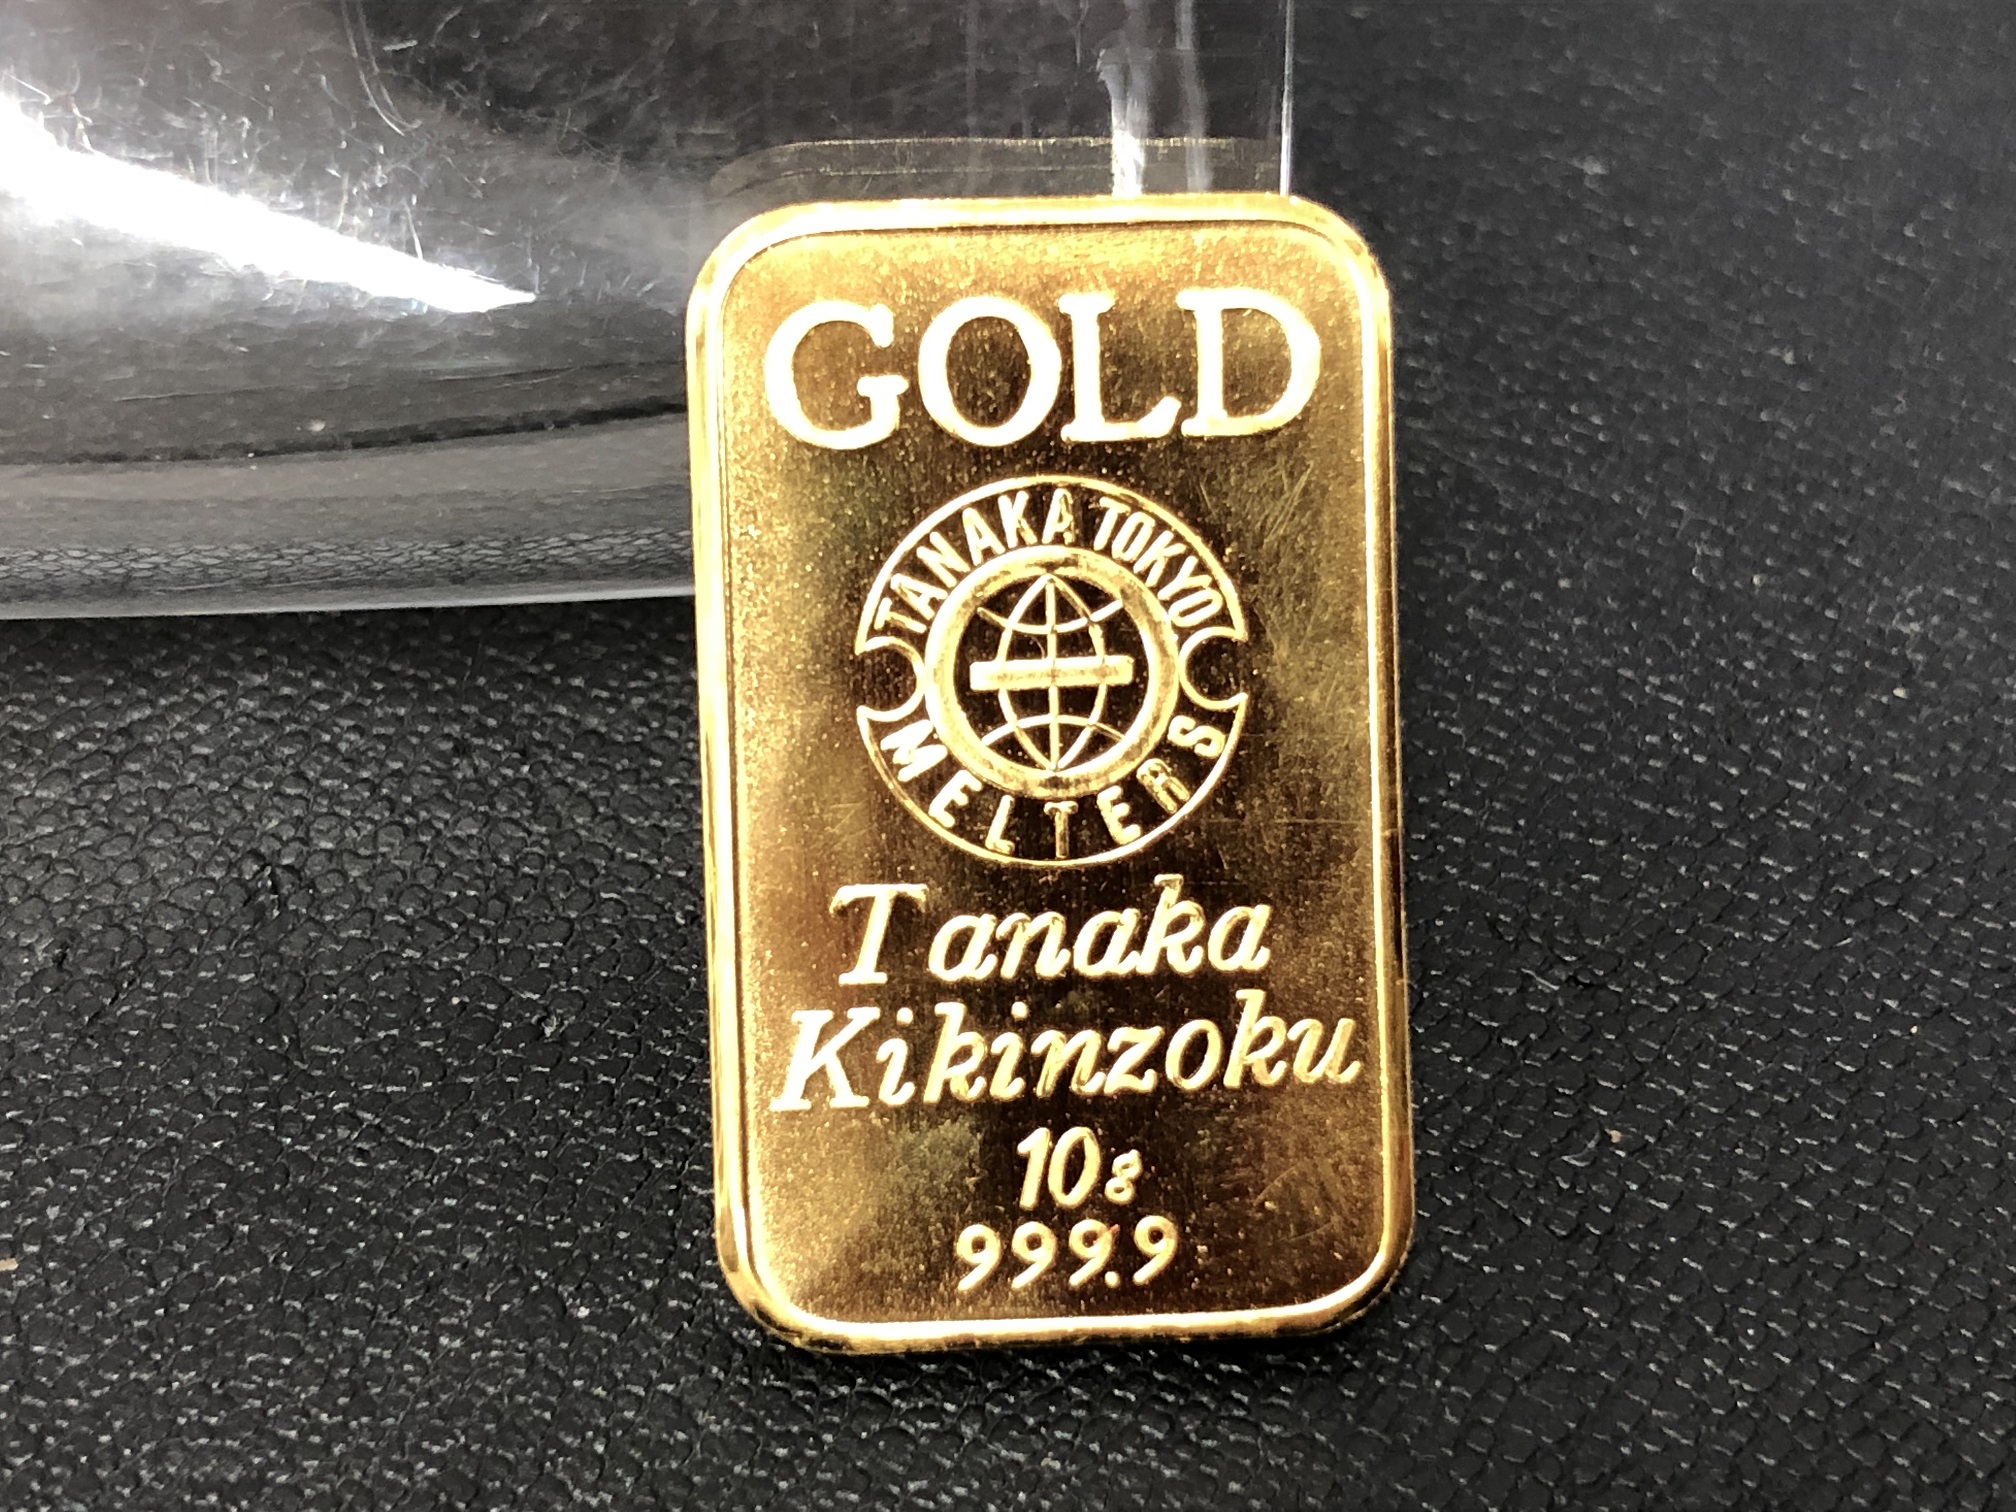 GOLD
TANAKA TOKYO
MELTERS
Tanaka
Kikinzoku
10g
999.9